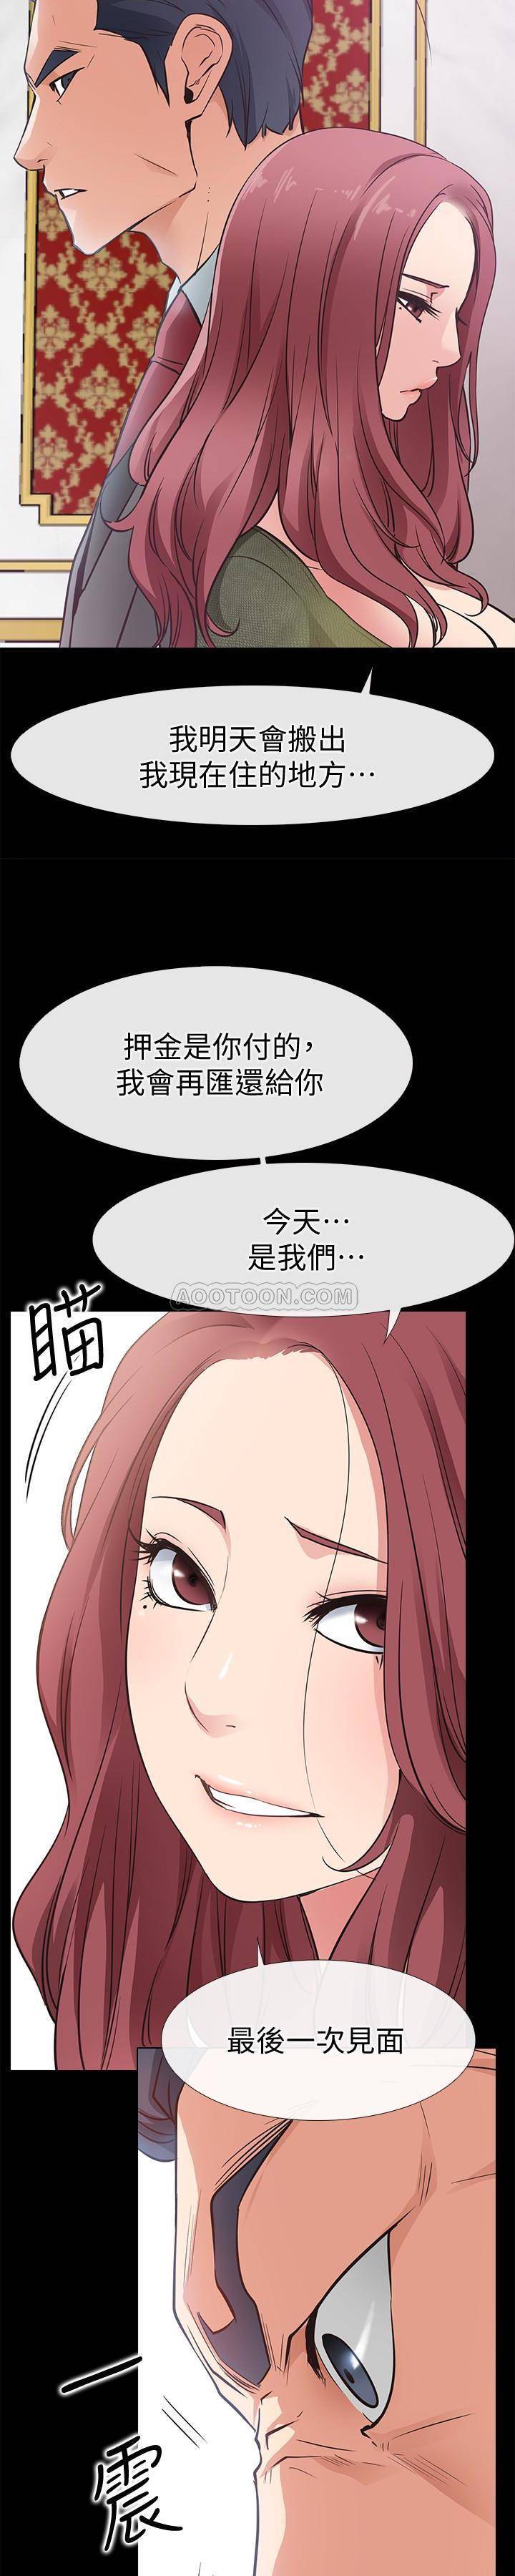 我明天會搬出
我現在住的地方⋯
押金是你付的，
我會再匯還給你
今天⋯
是我們⋯
AOOTOON.COM
瞄
最後一次見面
一
震